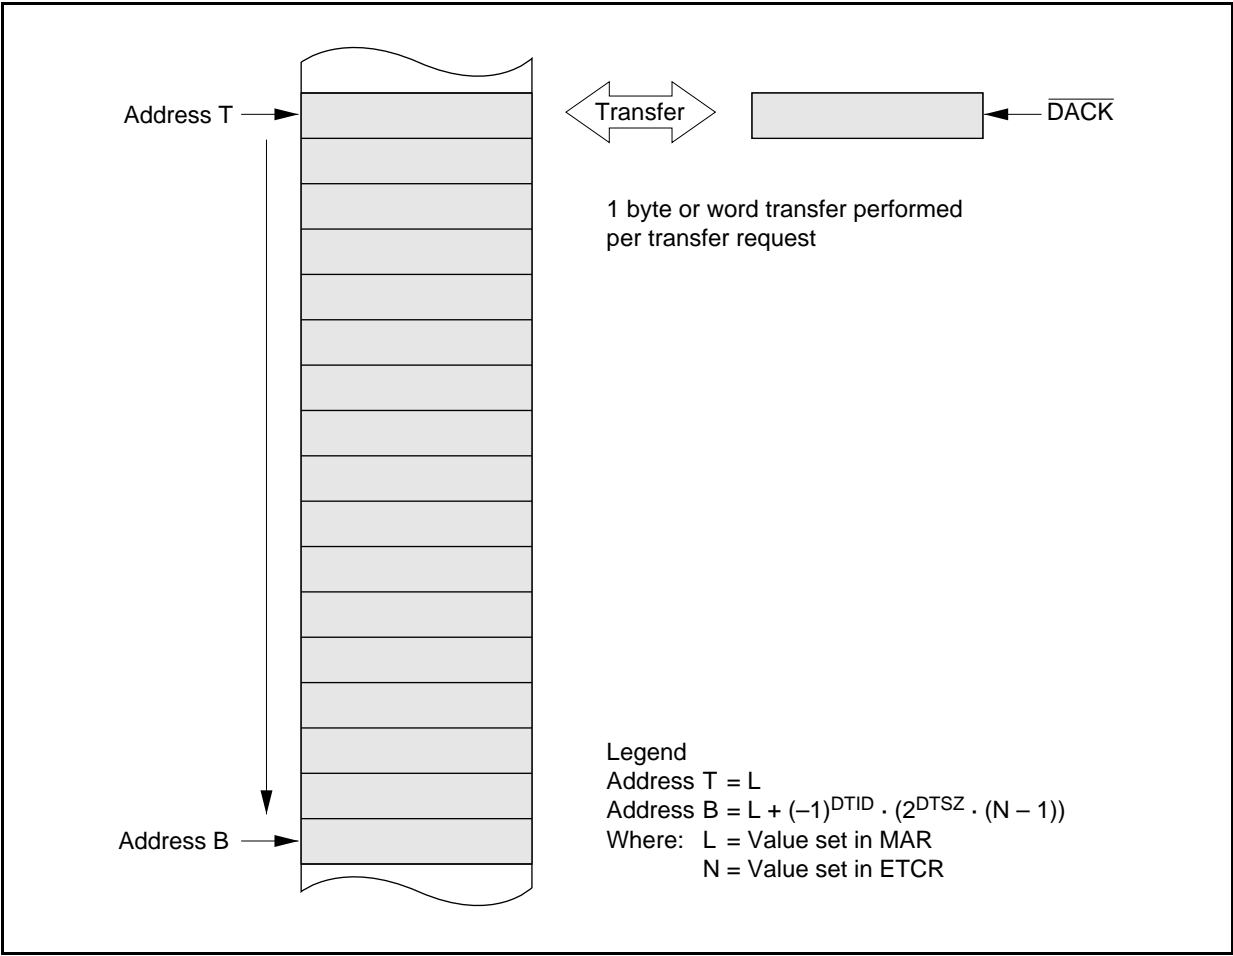 Address T
Transfer
DACK
1 byte or word transfer performed
per transfer request
Legend
Address T = L
Address B = L + (–1)^DTID · (2^DTSZ · (N – 1))
Where: L = Value set in MAR
N = Value set in ETCR
Address B